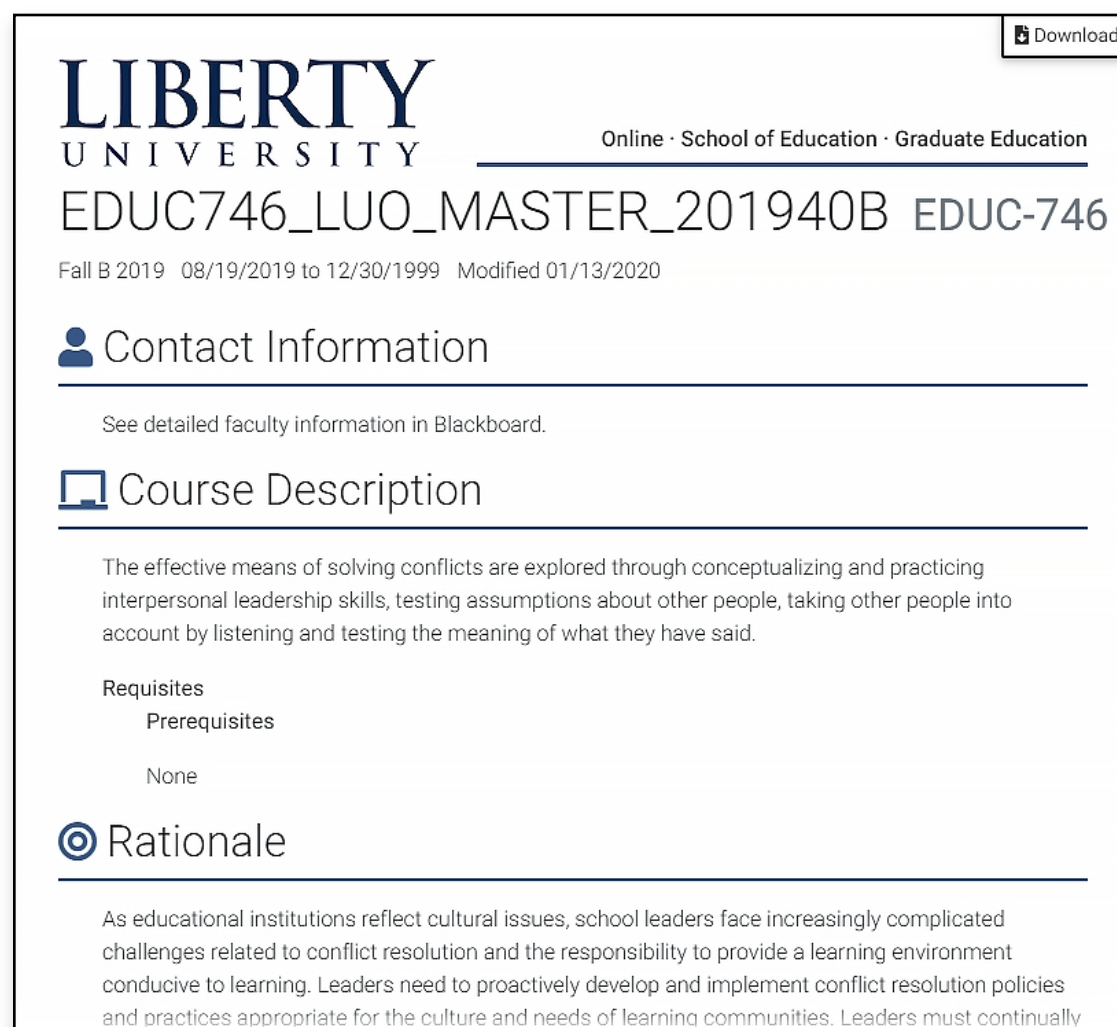 Download
LIBERTY
UNIVERSITY
Online · School of Education · Graduate Education
EDUC746_LUO_MASTER_201940B EDUC-746
Fall B 2019 08/19/2019 to 12/30/1999 Modified 01/13/2020
Contact Information
See detailed faculty information in Blackboard.
Course Description
The effective means of solving conflicts are explored through conceptualizing and practicing
interpersonal leadership skills, testing assumptions about other people, taking other people into
account by listening and testing the meaning of what they have said.
Requisites
Prerequisites
None
Rationale
As educational institutions reflect cultural issues, school leaders face increasingly complicated
challenges related to conflict resolution and the responsibility to provide a learning environment
conducive to learning. Leaders need to proactively develop and implement conflict resolution policies
and practices appropriate for the culture and needs of learning communities. Leaders must continually